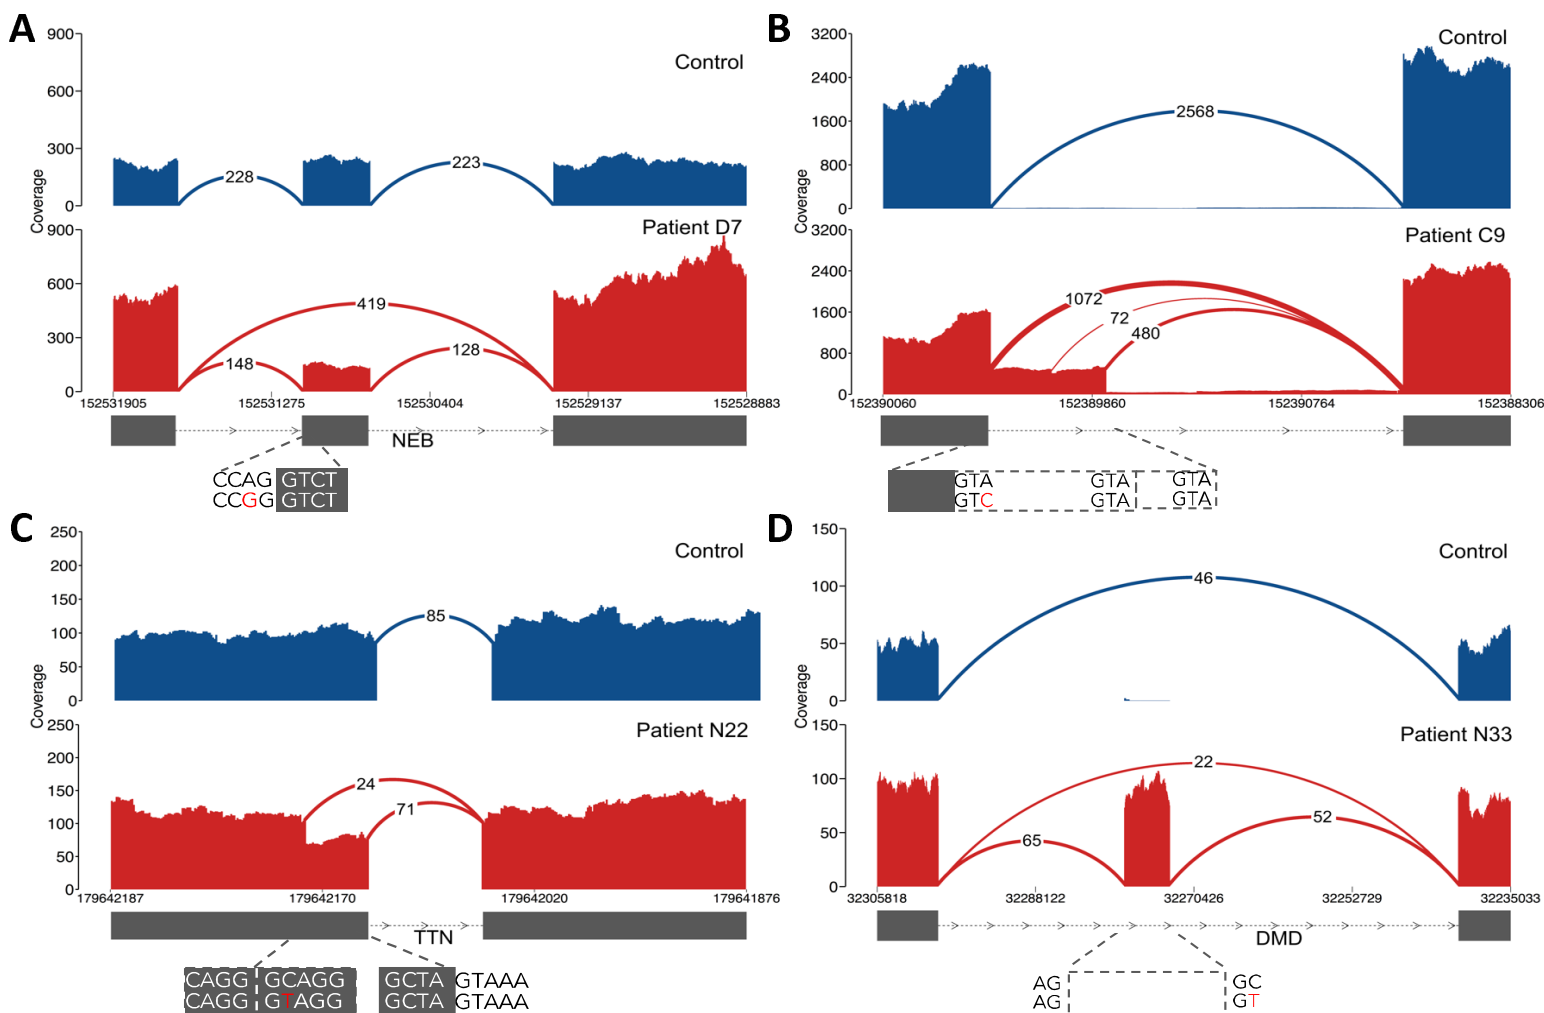 A
900
Control
600
300
228
223
0
Coverage
Patient D7
900
600
419
300
148
128
0
152531905 152531275 152530404 152529137 152528883
NEB
CCAG GTCT
CCGG GTCT
B
3200
Control
2400
2568
1600
800
0
Coverage
Patient C9
3200
2400
1072
72
1600
480
800
0
152390060 152389860 152390764 152388306
GTA GTA GTA
GTC GTA GTA
C
250
Control
200
150
85
100
50
0
Coverage
Patient N22
250
200
24
150
71
100
50
0
179642187 179642170 179642020 179641876
TTN
CAGG GCAGG GCTA GTAAA
CAGG GTAGG GCTA GTAAA
D
150
Control
46
100
50
0
Coverage
Patient N33
150
22
100
52
65
50
0
32305818 32288122 32270426 32252729 32235033
DMD
AG GC
AG GT